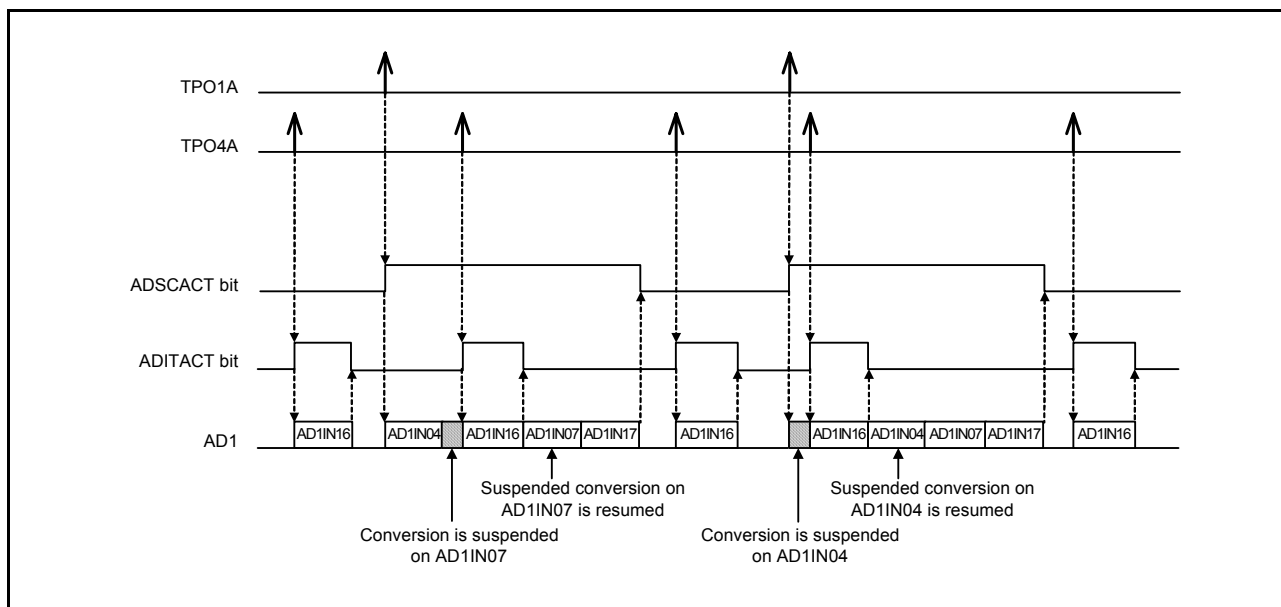 TPO1A
TPO4A
ADSCACT bit
ADITACT bit
AD1
AD1IN16
AD1IN04
AD1IN16
AD1IN07
AD1IN17
AD1IN16
AD1IN16
AD1IN04
AD1IN07
AD1IN17
AD1IN16
Suspended conversion on
AD1IN07 is resumed
Suspended conversion on
AD1IN04 is resumed
Conversion is suspended
on AD1IN07
Conversion is suspended
on AD1IN04